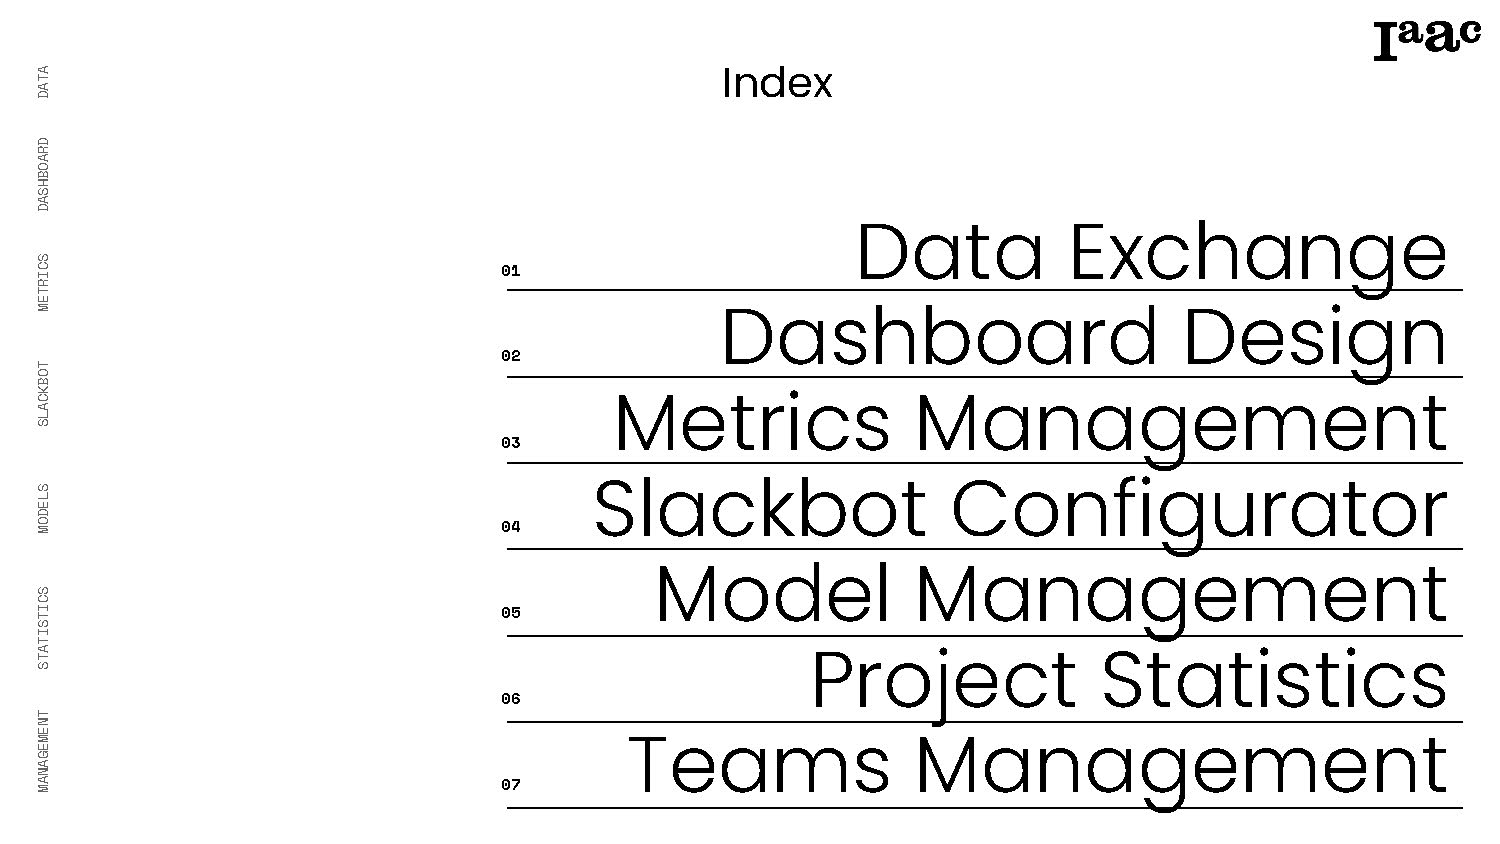 Iaac
Index
DATA
DASHBOARD
METRICS
SLACKBOT
MODELS
STATISTICS
MANAGEMENT
01 Data Exchange
02 Dashboard Design
03 Metrics Management
04 Slackbot Configurator
05 Model Management
06 Project Statistics
07 Teams Management